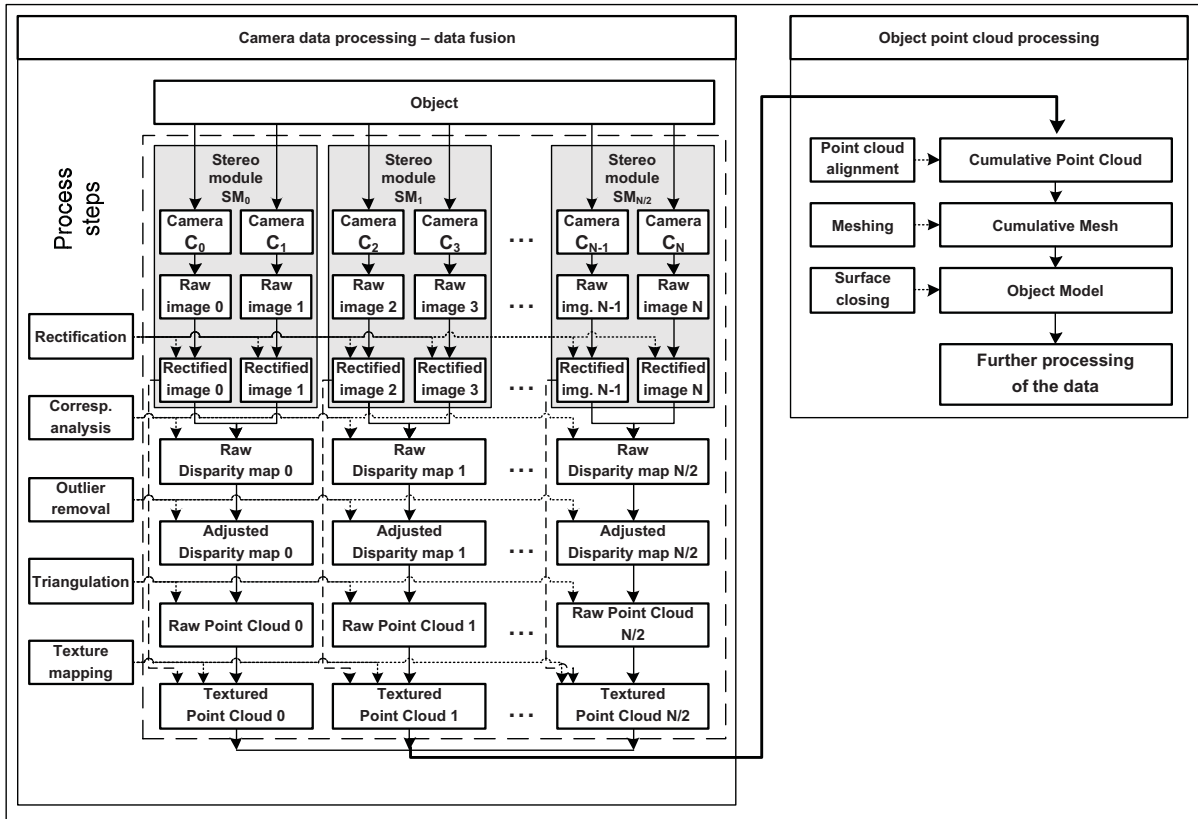 Camera data processing – data fusion
Object point cloud processing
Object
Process
steps
Stereo
module
SM0
Stereo
module
SM1
Stereo
module
SMN/2
Camera
C0
Camera
C1
Camera
C2
Camera
C3
...
Camera
CN-1
Camera
CN
Raw
image 0
Raw
image 1
Raw
image 2
Raw
image 3
...
Raw
img. N-1
Raw
image N
Rectification
Rectified
image 0
Rectified
image 1
Rectified
image 2
Rectified
image 3
...
Rectified
img. N-1
Rectified
image N
Corresp.
analysis
Raw
Disparity map 0
Raw
Disparity map 1
...
Raw
Disparity map N/2
Outlier
removal
Adjusted
Disparity map 0
Adjusted
Disparity map 1
...
Adjusted
Disparity map N/2
Triangulation
Raw Point Cloud 0
Raw Point Cloud 1
...
Raw Point Cloud
N/2
Texture
mapping
Textured
Point Cloud 0
Textured
Point Cloud 1
...
Textured
Point Cloud N/2
Point cloud
alignment
Cumulative Point Cloud
Meshing
Cumulative Mesh
Surface
closing
Object Model
Further processing
of the data